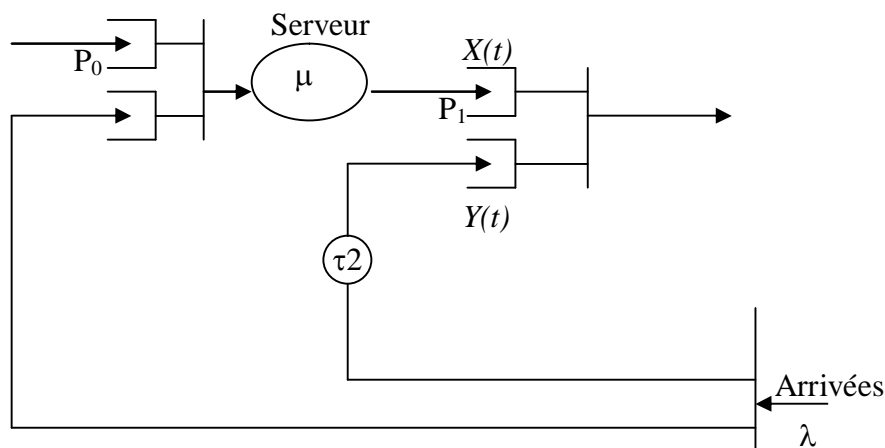 Serveur
P₀
μ
X(t)
P₁
Y(t)
τ2
Arrivées
λ